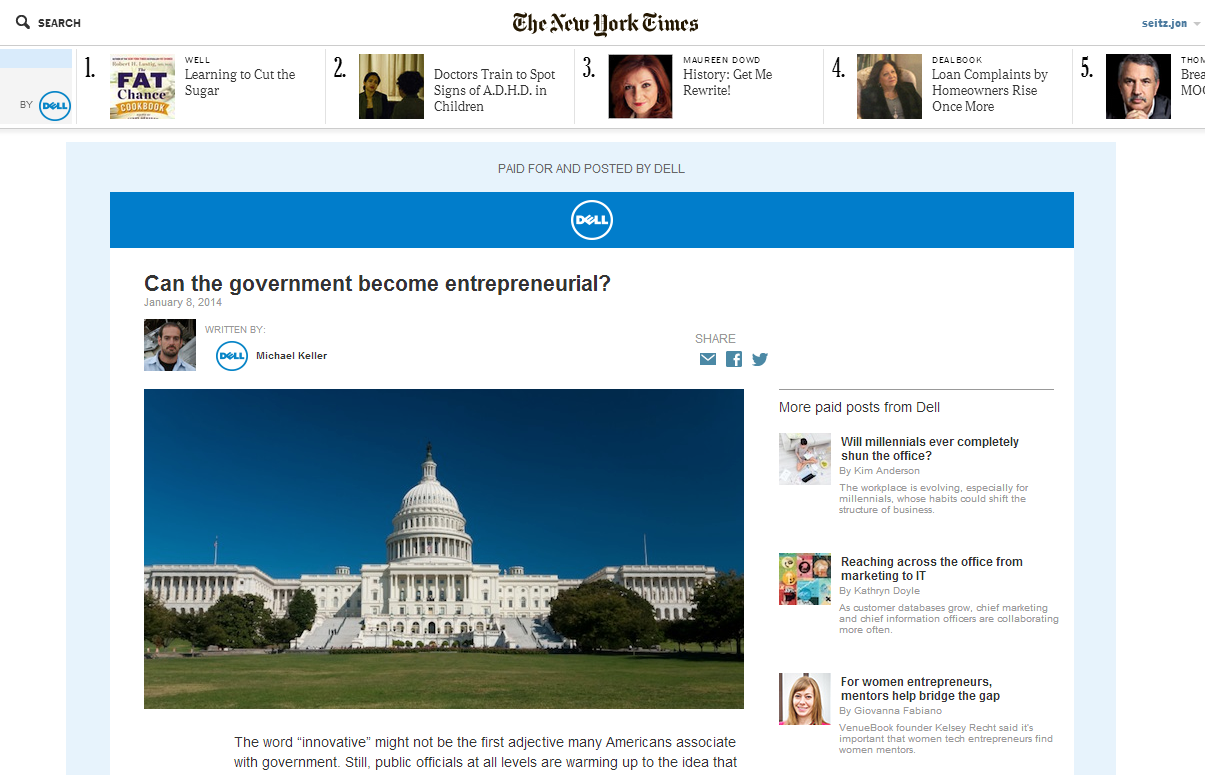 SEARCH
The New York Times
seitz.jon
BY
DELL
1.
WELL
Learning to Cut the
Sugar
The
FAT
Chance
COOKBOOK
2.
Doctors Train to Spot
Signs of A.D.H.D. in
Children
3.
MAUREEN DOWD
History: Get Me
Rewrite!
4.
DEALBOOK
Loan Complaints by
Homeowners Rise
Once More
5.
THOM
Brea
MOO
PAID FOR AND POSTED BY DELL
DELL
Can the government become entrepreneurial?
January 8, 2014
WRITTEN BY:
DELL
Michael Keller
SHARE
The word “innovative” might not be the first adjective many Americans associate
with government. Still, public officials at all levels are warming up to the idea that
More paid posts from Dell
Will millennials ever completely
shun the office?
By Kim Anderson
The workplace is evolving, especially for
millennials, whose habits could shift the
structure of business.
Reaching across the office from
marketing to IT
By Kathryn Doyle
As customer databases grow, chief marketing
and chief information officers are collaborating
more often.
For women entrepreneurs,
mentors help bridge the gap
By Giovanna Fabiano
VenueBook founder Kelsey Recht said it's
important that women tech entrepreneurs find
women mentors.